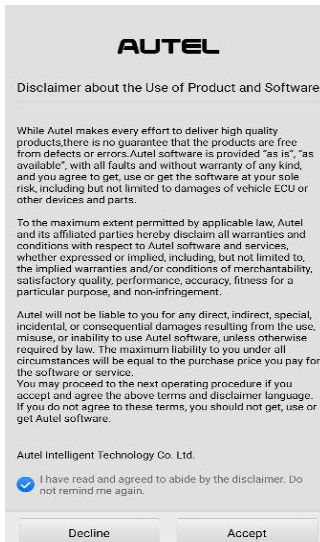 AUTEL
Disclaimer about the Use of Product and Software
While Autel makes every effort to deliver high quality
products,there is no guarantee that the products are free
from defects or errors.Autel software is provided "as is", "as
available", with all faults and without warranty of any kind,
and you agree to get, use or get the software at your sole
risk, including but not limited to damages of vehicle ECU or
other devices and parts.
To the maximum extent permitted by applicable law, Autel
and its affiliated parties hereby disclaim all warranties and
conditions with respect to Autel software and services,
whether expressed or implied, including, but not limited to,
the implied warranties and/or conditions of merchantability,
satisfactory quality, performance, accuracy, fitness for a
particular purpose, and non-infringement.
Autel will not be liable to you for any direct, indirect, special,
incidental, or consequential damages resulting from the use,
misuse, or inability to use Autel software, unless otherwise
required by law. The maximum liability to you under all
circumstances will be equal to the purchase price you pay for
the software or service.
You may proceed to the next operating procedure if you
accept and agree the above terms and disclaimer language.
If you do not agree to these terms, you should not get, use or
get Autel software.
Autel Intelligent Technology Co. Ltd.
I have read and agreed to abide by the disclaimer. Do
not remind me again.
Decline Accept